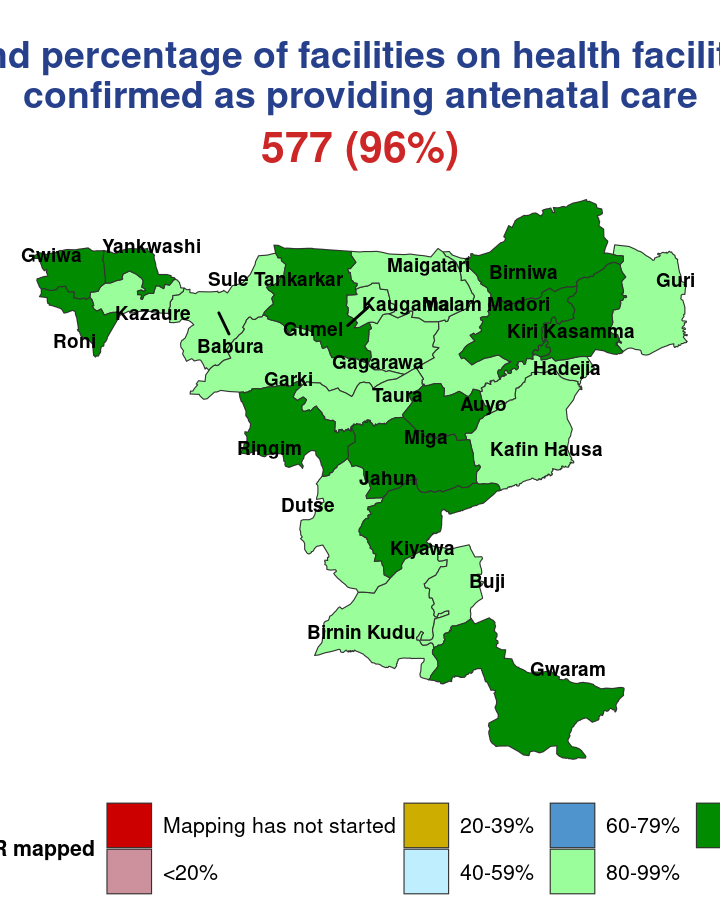 nd percentage of facilities on health facilit
confirmed as providing antenatal care
577 (96%)
Gwiwa
Yankwashi
Sule Tankarkar
Maigatari
Birniwa
Guri
Kazaure
Kaugama
Malam Madori
Roni
Babura
Gumel
Kiri Kasamma
Gagarawa
Hadejia
Garki
Taura
Auyo
Ringim
Miga
Kafin Hausa
Jahun
Dutse
Kiyawa
Buji
Birnin Kudu
Gwaram
R mapped
Mapping has not started
20-39%
60-79%
<20%
40-59%
80-99%